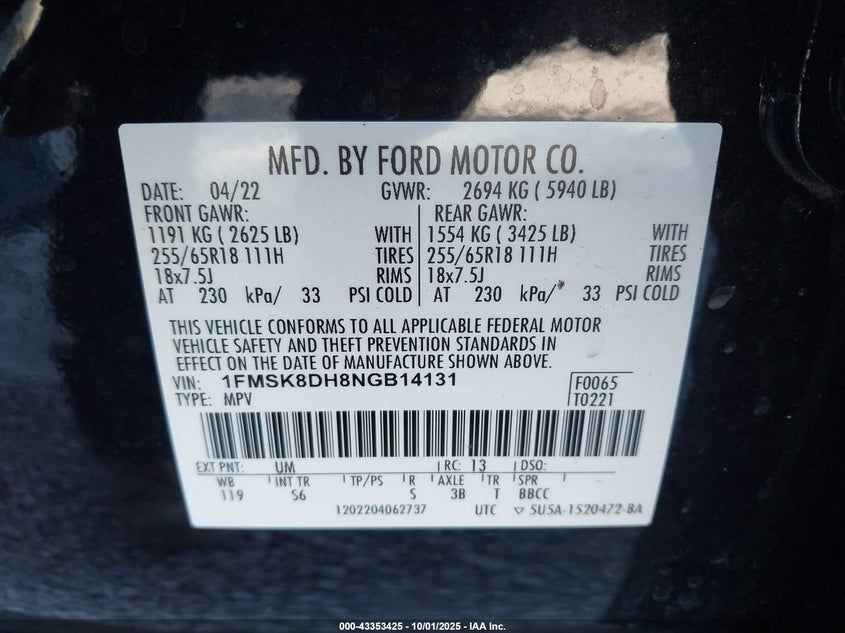 MFD. BY FORD MOTOR CO.
DATE: 04/22 GVWR: 2694 KG ( 5940 LB)
FRONT GAWR: REAR GAWR:
1191 KG ( 2625 LB) WITH 1554 KG ( 3425 LB) WITH
255/65R18 111H TIRES 255/65R18 111H TIRES
18x7.5J RIMS 18x7.5J RIMS
AT 230 kPa/ 33 PSI COLD AT 230 kPa/ 33 PSI COLD
THIS VEHICLE CONFORMS TO ALL APPLICABLE FEDERAL MOTOR
VEHICLE SAFETY AND THEFT PREVENTION STANDARDS IN
EFFECT ON THE DATE OF MANUFACTURE SHOWN ABOVE.
VIN: 1FMSK8DH8NGB14131 F0065
TYPE: MPV T0221
EXT PNT: UM RC: 13 DSO:
WB INT TR TP/PS R AXLE TR SPR
119 S6 S 3B T BBCC
1202204062737 UTC ▽ 5U5A-1520472-BA
000-43353425 - 10/01/2025 - IAA Inc.